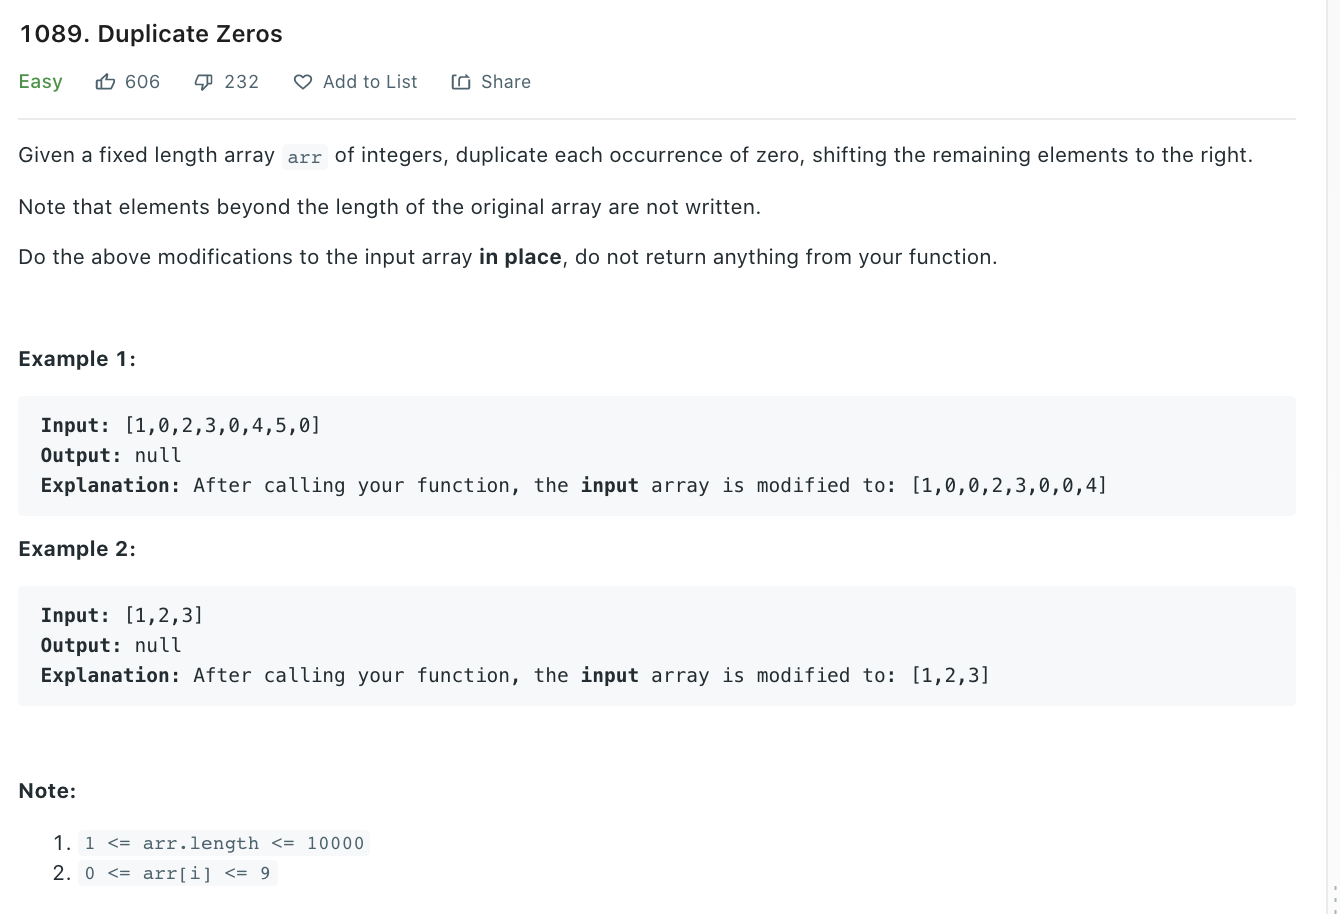 1089. Duplicate Zeros
Easy 606 232 Add to List Share
Given a fixed length array arr of integers, duplicate each occurrence of zero, shifting the remaining elements to the right.
Note that elements beyond the length of the original array are not written.
Do the above modifications to the input array in place, do not return anything from your function.
Example 1:
Input: [1,0,2,3,0,4,5,0]
Output: null
Explanation: After calling your function, the input array is modified to: [1,0,0,2,3,0,0,4]
Example 2:
Input: [1,2,3]
Output: null
Explanation: After calling your function, the input array is modified to: [1,2,3]
Note:
1. 1 <= arr.length <= 10000
2. 0 <= arr[i] <= 9